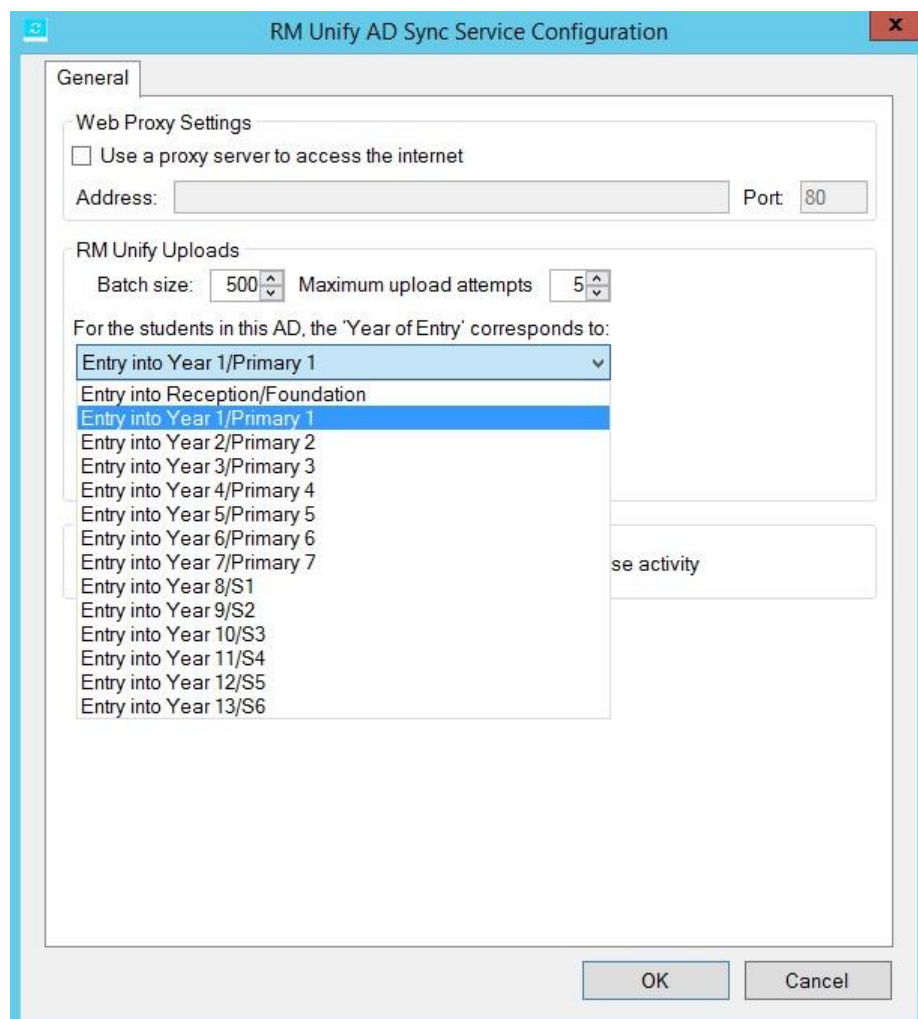 RM Unify AD Sync Service Configuration
x
General
Web Proxy Settings
Use a proxy server to access the internet
Address: Port: 80
RM Unify Uploads
Batch size: 500 Maximum upload attempts 5
For the students in this AD, the 'Year of Entry' corresponds to:
Entry into Year 1/Primary 1
Entry into Reception/Foundation
Entry into Year 1/Primary 1
Entry into Year 2/Primary 2
Entry into Year 3/Primary 3
Entry into Year 4/Primary 4
Entry into Year 5/Primary 5
Entry into Year 6/Primary 6
Entry into Year 7/Primary 7
se activity
Entry into Year 8/S1
Entry into Year 9/S2
Entry into Year 10/S3
Entry into Year 11/S4
Entry into Year 12/S5
Entry into Year 13/S6
OK Cancel